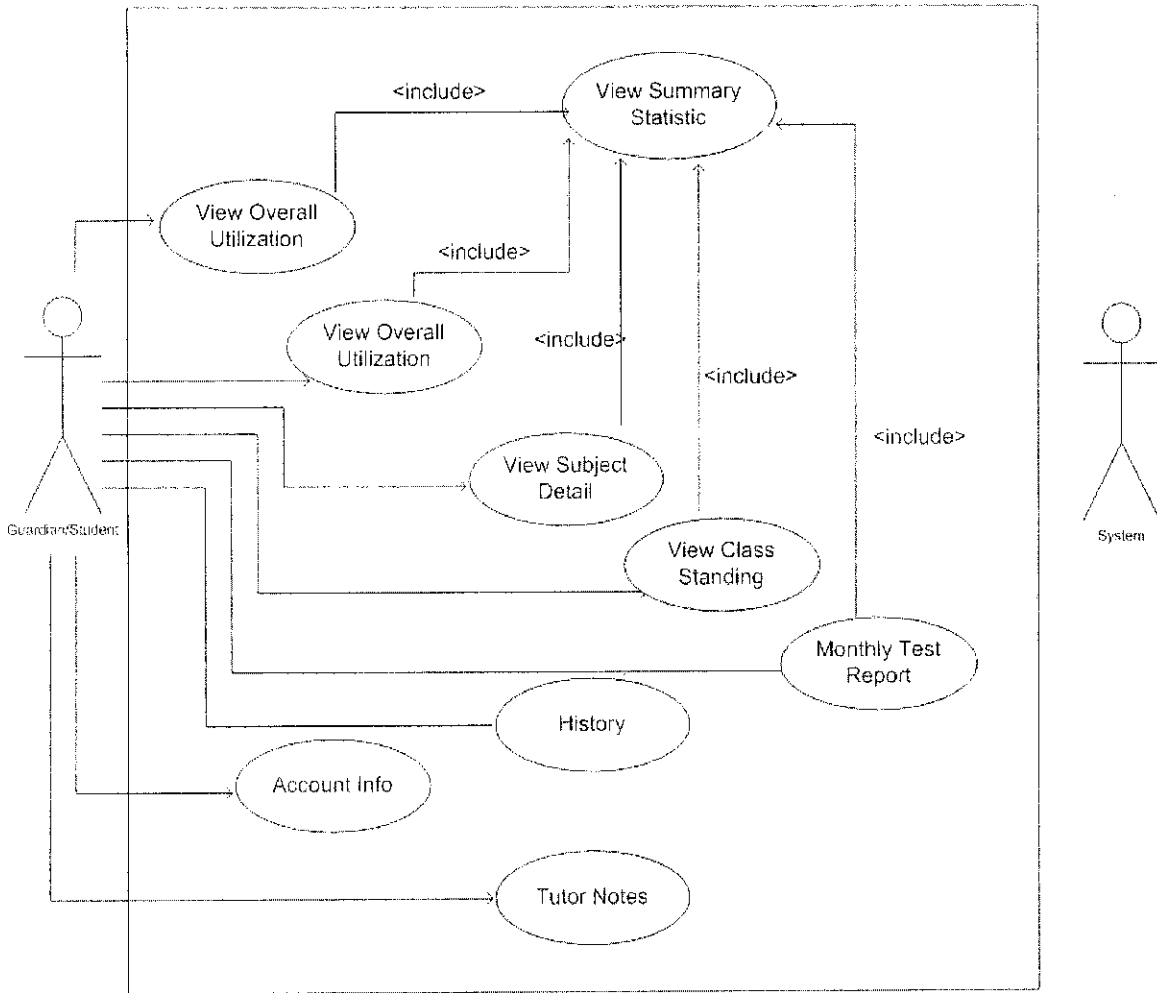 <include>
View Summary
Statistic
View Overall
Utilization
<include>
View Overall
Utilization
<include>
<include>
<include>
View Subject
Detail
Guardian/Student
System
View Class
Standing
Monthly Test
Report
History
Account Info
Tutor Notes